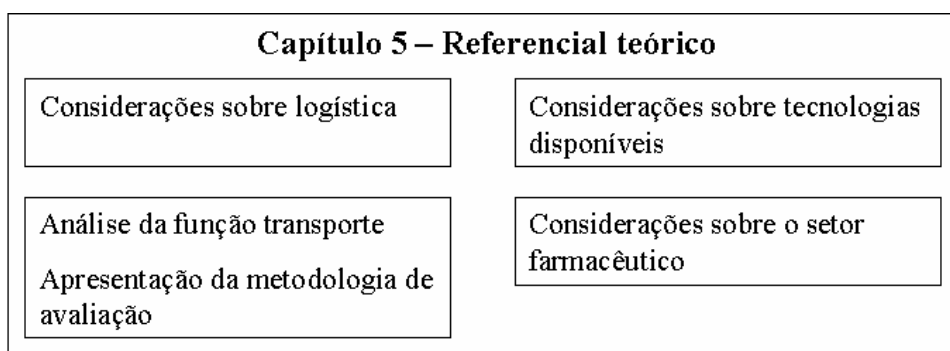 Capítulo 5 – Referencial teórico
Considerações sobre logística
Considerações sobre tecnologias
disponíveis
Análise da função transporte
Apresentação da metodologia de
avaliação
Considerações sobre o setor
farmacêutico